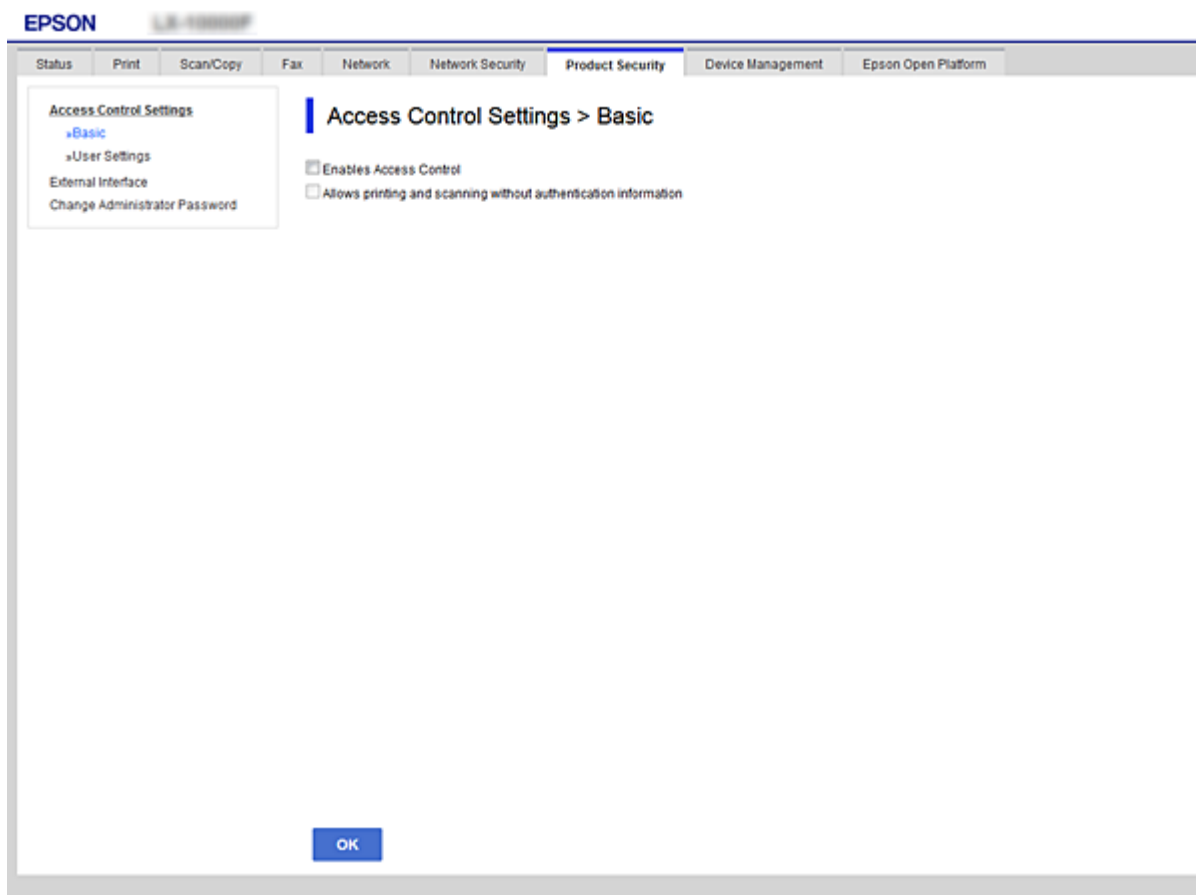 EPSON
Status Print Scan/Copy Fax Network Network Security Product Security Device Management Epson Open Platform
Access Control Settings
»Basic
»User Settings
External Interface
Change Administrator Password
Access Control Settings > Basic
Enables Access Control
Allows printing and scanning without authentication information
OK